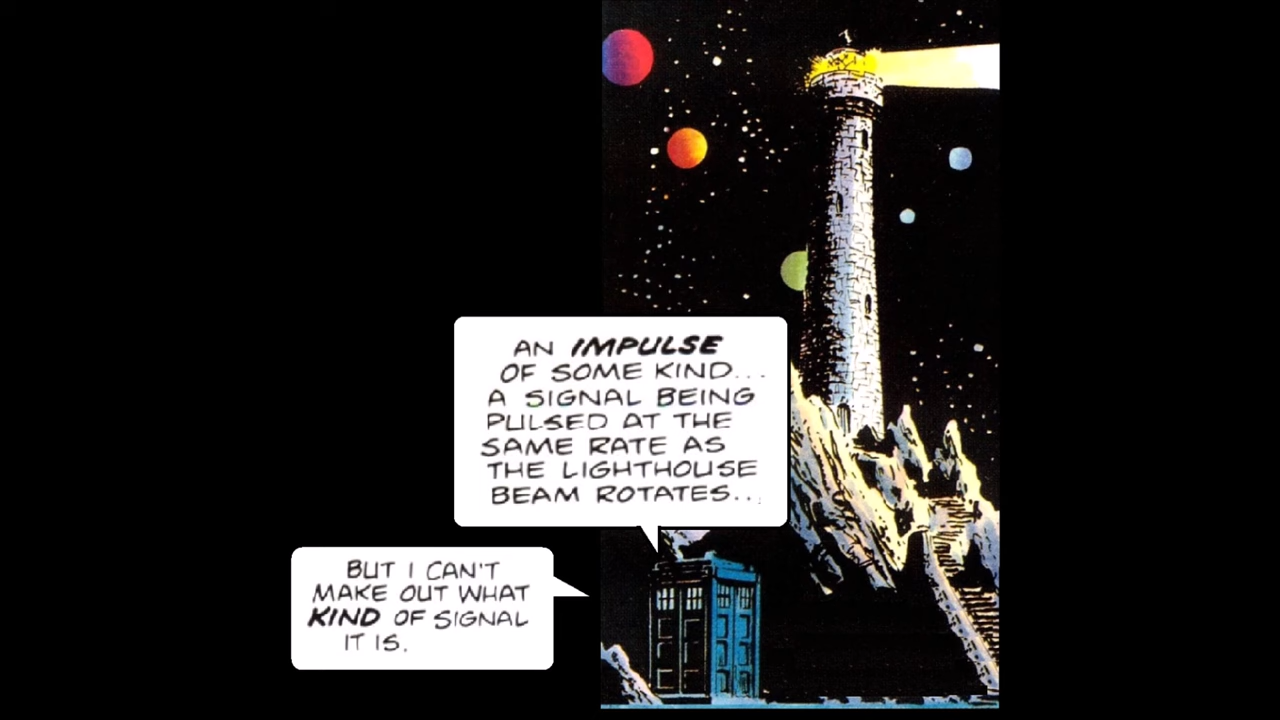 AN IMPULSE
OF SOME KIND...
A SIGNAL BEING
PULSED AT THE
SAME RATE AS
THE LIGHTHOUSE
BEAM ROTATES...
BUT I CAN'T
MAKE OUT WHAT
KIND OF SIGNAL
IT IS.